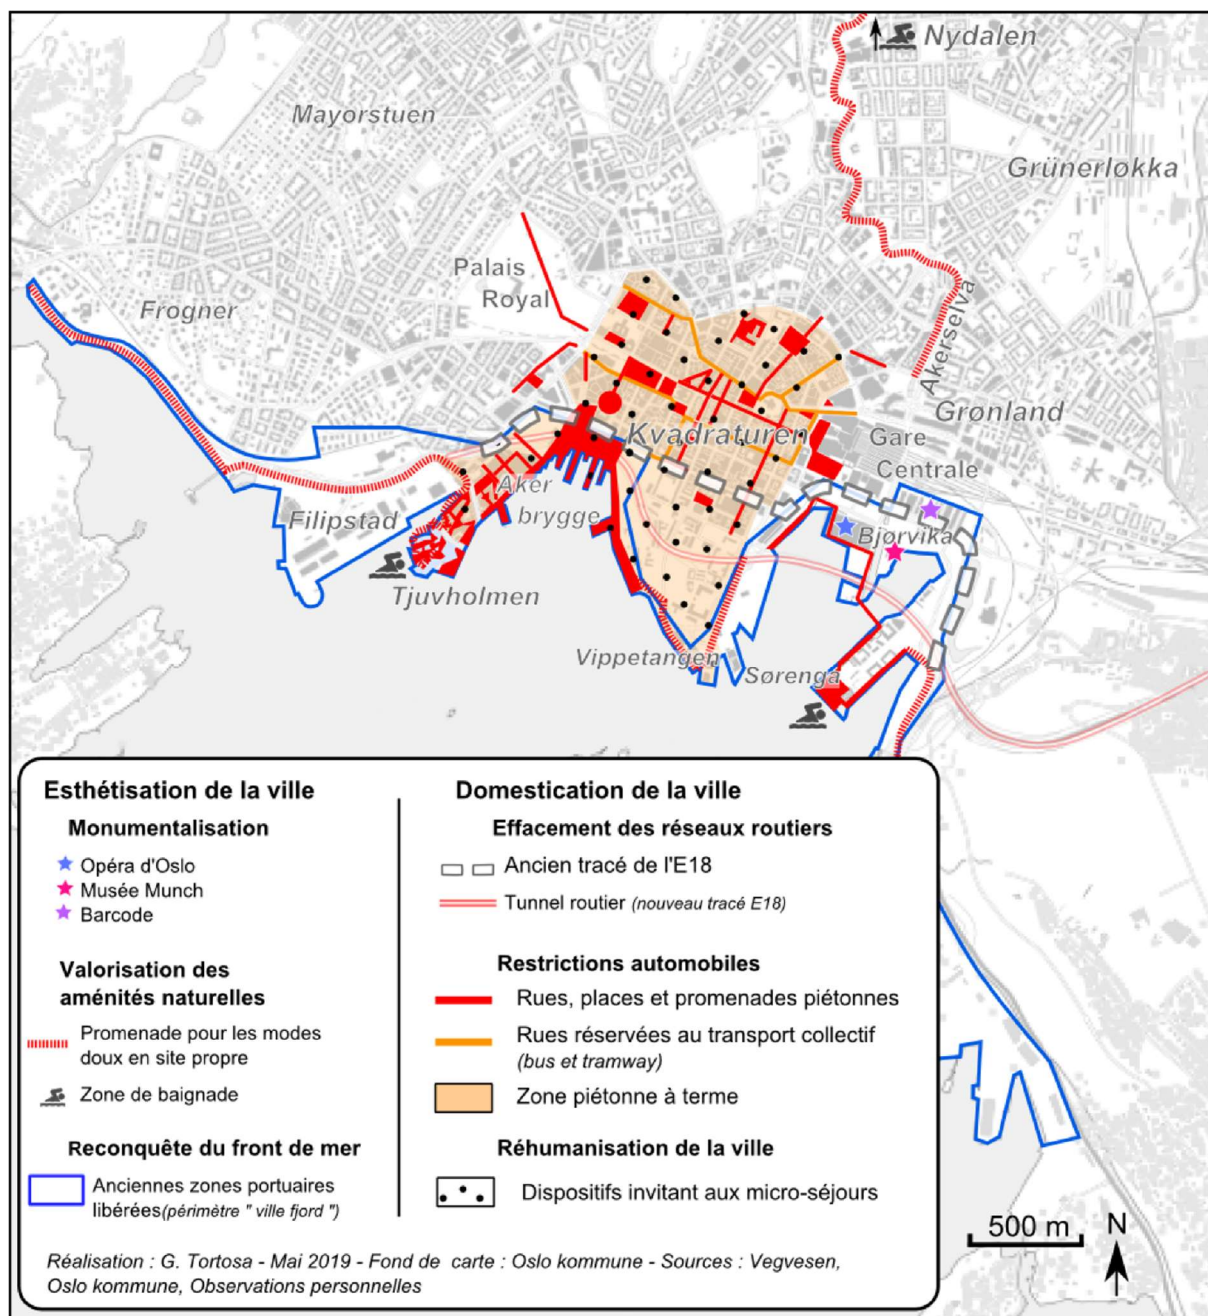 Nydalen
Mayorstuen
Grünerløkka
Palais
Royal
Frogner
Akerselva
Grønland
Kvadraturen
Gare
Centrale
Aker
brygge
Filipstad
Bjørvika
Tjuvholmen
Vippetangen
Sørenga
Esthétisation de la ville
Monumentalisation
Opéra d'Oslo
Musée Munch
Barcode
Valorisation des
aménités naturelles
Promenade pour les modes
doux en site propre
Zone de baignade
Reconquête du front de mer
Anciennes zones portuaires
libérées(périmètre " ville fjord ")
Domestication de la ville
Effacement des réseaux routiers
Ancien tracé de l'E18
Tunnel routier (nouveau tracé E18)
Restrictions automobiles
Rues, places et promenades piétonnes
Rues réservées au transport collectif
(bus et tramway)
Zone piétonne à terme
Réhumanisation de la ville
Dispositifs invitant aux micro-séjours
Réalisation : G. Tortosa - Mai 2019 - Fond de carte : Oslo kommune - Sources : Vegvesen,
Oslo kommune, Observations personnelles
500 m
N